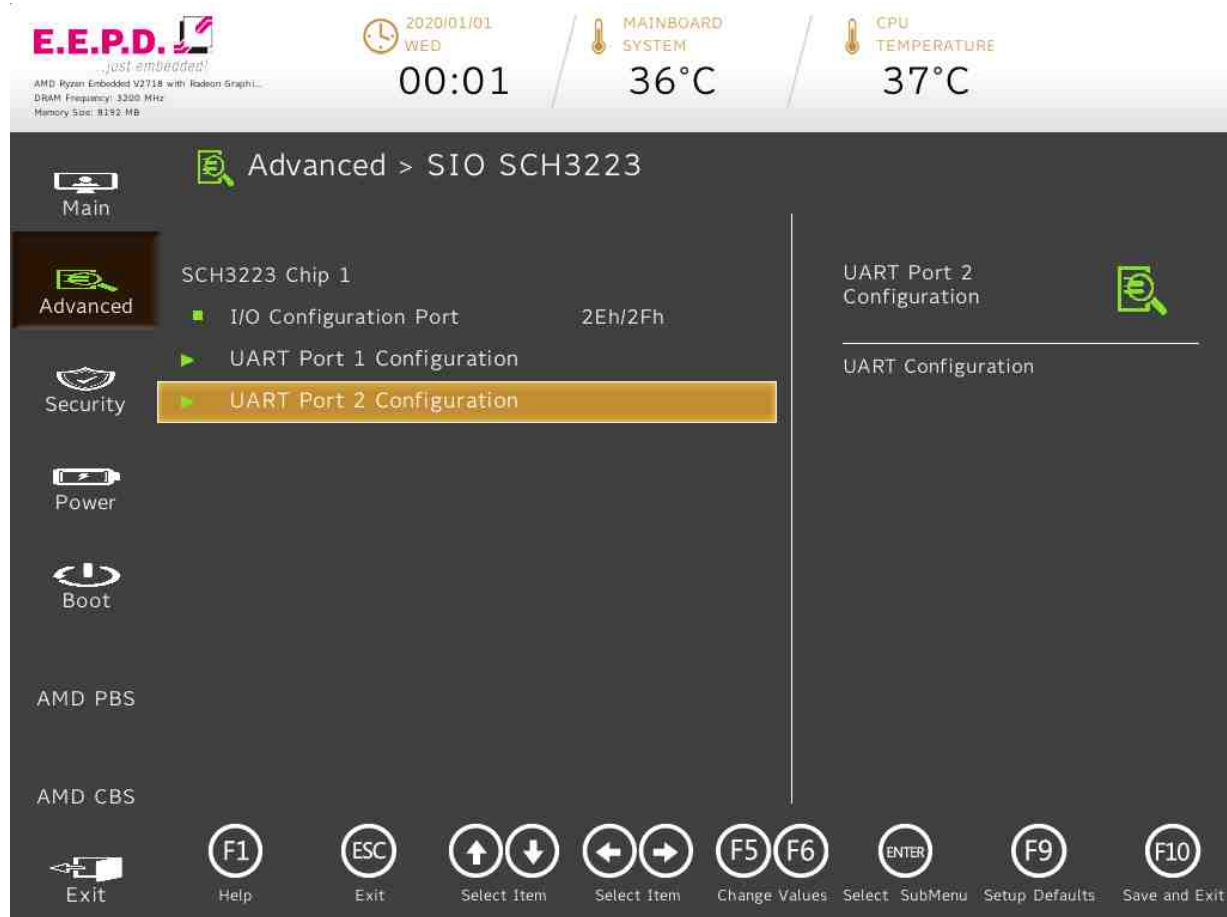 E.E.P.D.
...just embedded!
AMD Ryzen Embedded V2718 with Radeon Graphi...
DRAM Frequency: 3200 MHz
Memory Size: 8192 MB
2020/01/01
WED
00:01
MAINBOARD
SYSTEM
36°C
CPU
TEMPERATURE
37°C
Advanced > SIO SCH3223
Main
Advanced
Security
Power
Boot
AMD PBS
AMD CBS
Exit
SCH3223 Chip 1
I/O Configuration Port 2Eh/2Fh
UART Port 1 Configuration
UART Port 2 Configuration
UART Port 2
Configuration
UART Configuration
F1
Help
ESC
Exit
Select Item
Select Item
F5 F6
Change Values
ENTER
Select SubMenu
F9
Setup Defaults
F10
Save and Exit